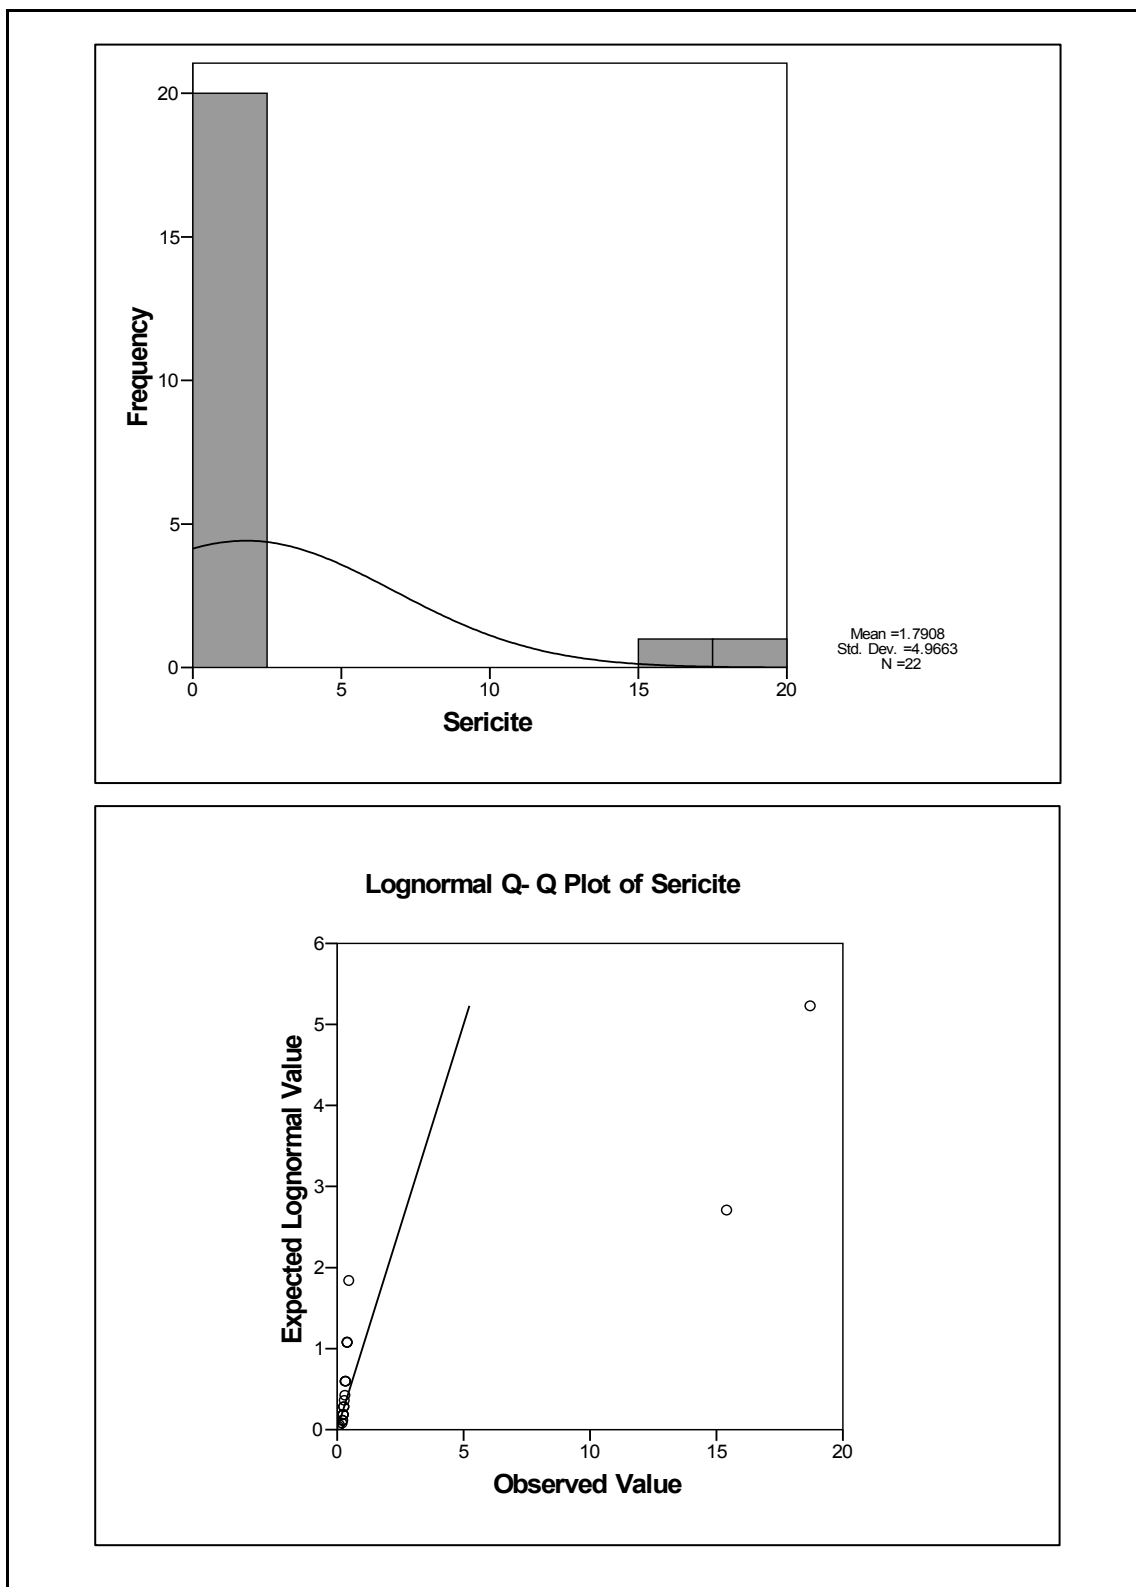 20
15
10
5
0
Frequency
0 5 10 15 20
Sericite
Mean =1.7908
Std. Dev. =4.9663
N =22
Lognormal Q- Q Plot of Sericite
6
5
4
3
2
1
0
Expected Lognormal Value
0 5 10 15 20
Observed Value